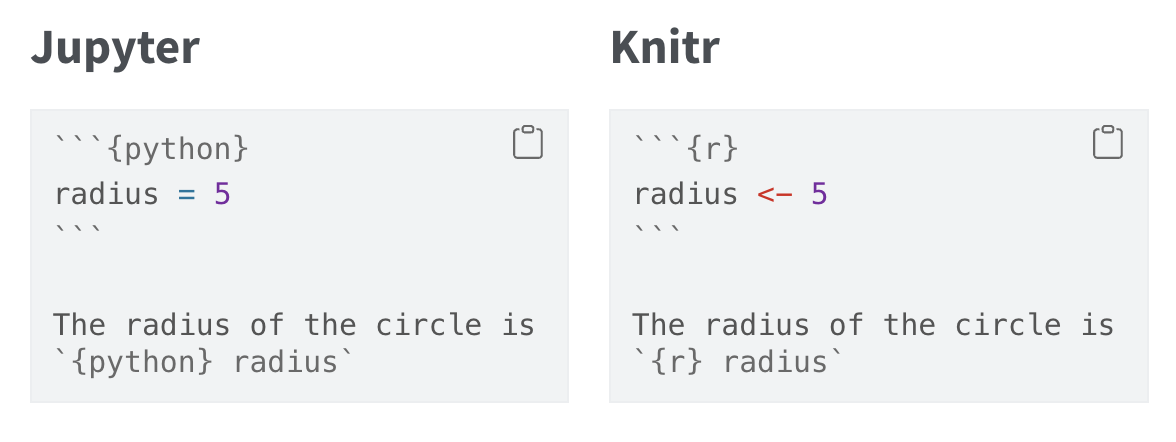 Jupyter
```{python}
radius = 5
```
The radius of the circle is
`{python} radius`
Knitr
```{r}
radius <- 5
```
The radius of the circle is
`{r} radius`